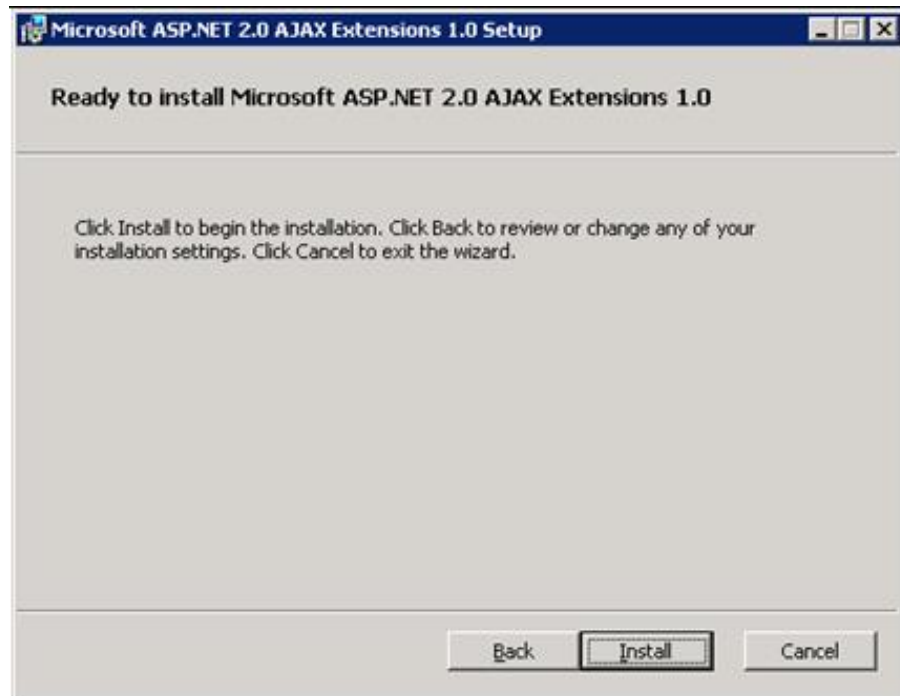 Microsoft ASP.NET 2.0 AJAX Extensions 1.0 Setup
Ready to install Microsoft ASP.NET 2.0 AJAX Extensions 1.0
Click Install to begin the installation. Click Back to review or change any of your
installation settings. Click Cancel to exit the wizard.
Back Install Cancel